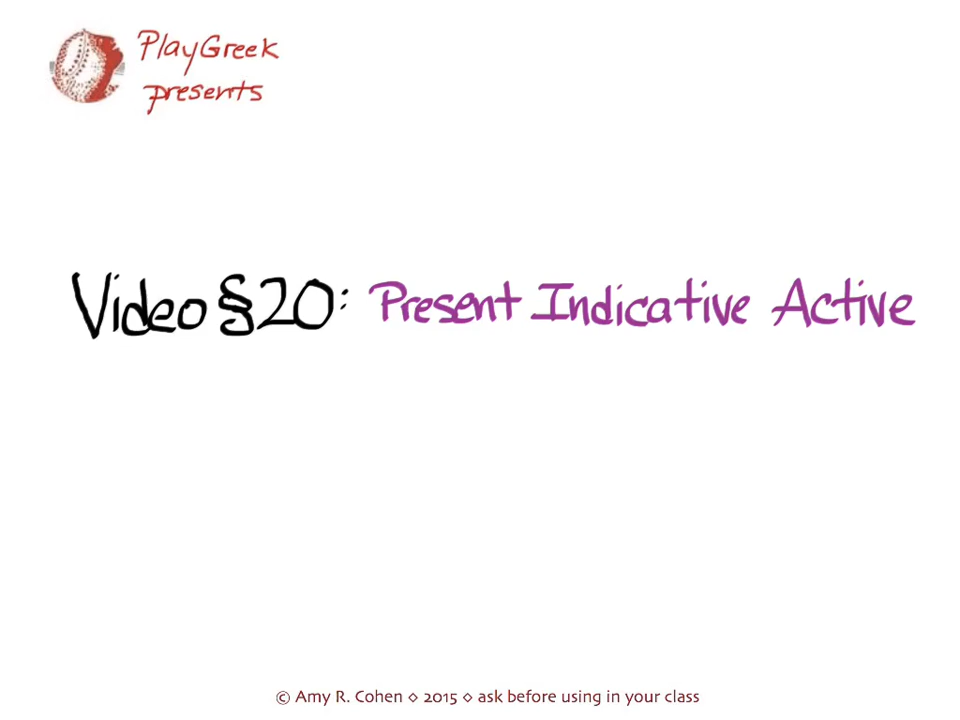 PlayGreek
presents
Video §20: Present Indicative Active
© Amy R. Cohen ⋄ 2015 ⋄ ask before using in your class